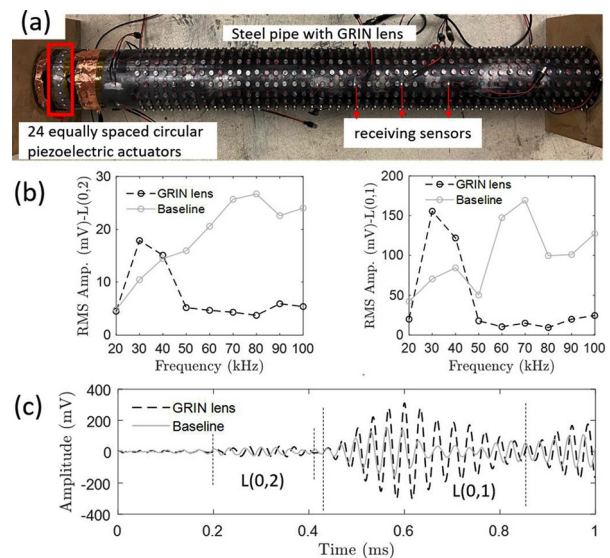 (a)
Steel pipe with GRIN lens
24 equally spaced circular
piezoelectric actuators
receiving sensors
(b)
30
20
10
0
RMS Amp. (mV)-L(0,2)
GRIN lens
Baseline
20 30 40 50 60 70 80 90 100
Frequency (kHz)
200
150
100
50
0
RMS Amp. (mV)-L(0,1)
GRIN lens
Baseline
20 30 40 50 60 70 80 90 100
Frequency (kHz)
(c)
400
200
0
-200
-400
Amplitude (mV)
GRIN lens
Baseline
L(0,2)
L(0,1)
0 0.2 0.4 0.6 0.8 1
Time (ms)